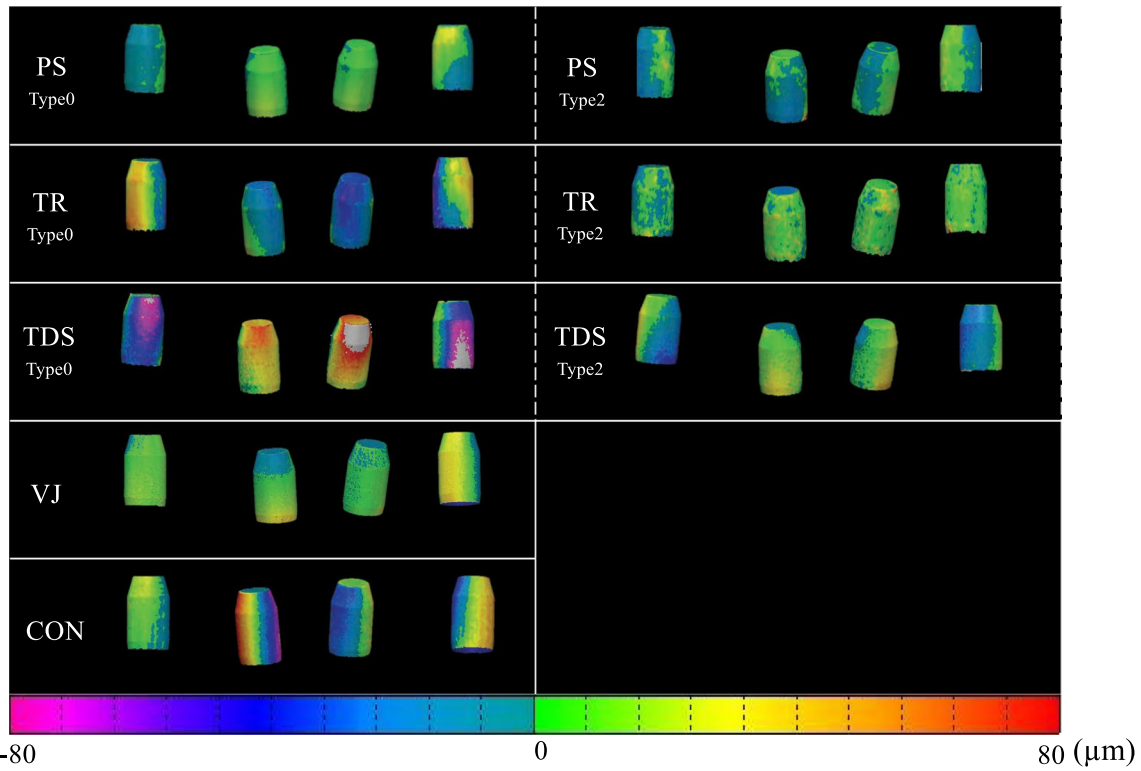 PS
Type0
PS
Type2
TR
Type0
TR
Type2
TDS
Type0
TDS
Type2
VJ
CON
-80 0 80 (µm)